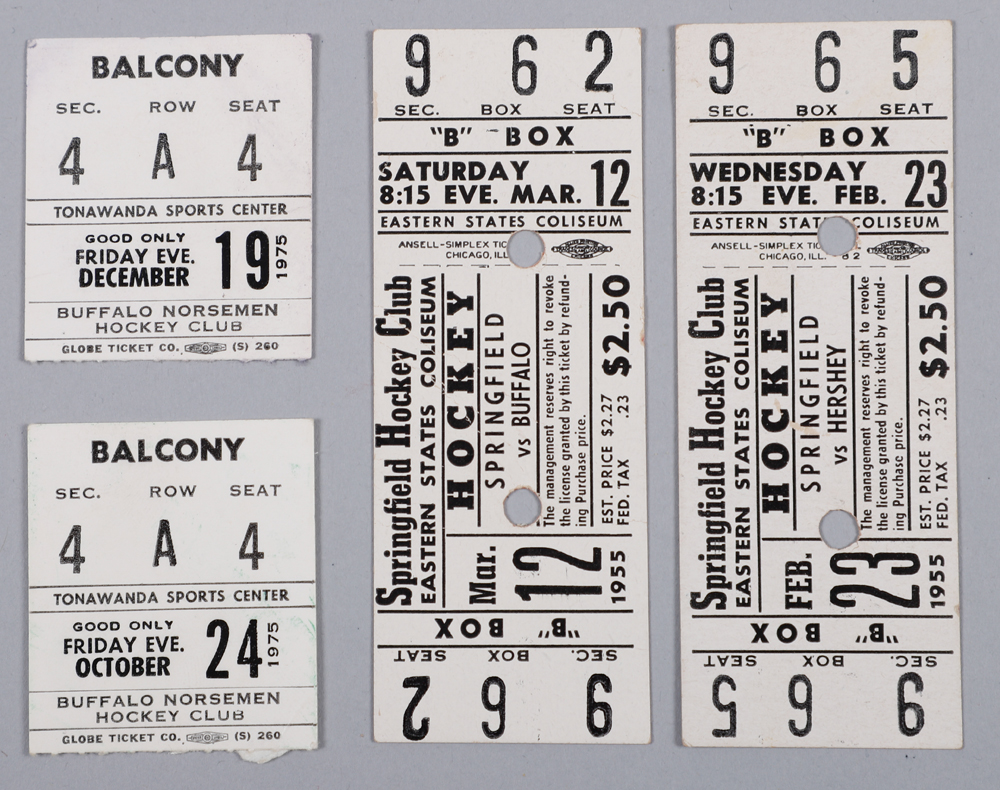 BALCONY
SEC. ROW SEAT
4 A 4
TONAWANDA SPORTS CENTER
GOOD ONLY
FRIDAY EVE.
DECEMBER 19 1975
BUFFALO NORSEMEN
HOCKEY CLUB
GLOBE TICKET CO. (S) 260
BALCONY
SEC. ROW SEAT
4 A 4
TONAWANDA SPORTS CENTER
GOOD ONLY
FRIDAY EVE.
OCTOBER 24 1975
BUFFALO NORSEMEN
HOCKEY CLUB
GLOBE TICKET CO. (S) 260
9 6 2
SEC. BOX SEAT
"B" BOX
SATURDAY
8:15 EVE. MAR. 12
EASTERN STATES COLISEUM
ANSELL-SIMPLEX TIC
CHICAGO, ILL.
Springfield Hockey Club
EASTERN STATES COLISEUM
HOCKEY
SPRINGFIELD
vs BUFFALO
The management reserves right to revoke
the license granted by this ticket by refund-
ing Purchase price.
EST. PRICE $2.27
FED. TAX .23
$2.50
Mar.
12
1955
"B" BOX
SEC. BOX SEAT
9 6 2
9 6 5
SEC. BOX SEAT
"B" BOX
WEDNESDAY
8:15 EVE. FEB. 23
EASTERN STAT COLISEUM
ANSELL-SIMPLEX TIC
CHICAGO, ILL. 82
Springfield Hockey Club
EASTERN STATES COLISEUM
HOCKEY
SPRINGFIELD
vs HERSHEY
The management reserves right to revoke
the license granted by this ticket by refund-
ing Purchase price.
EST. PRICE $2.27
FED. TAX .23
$2.50
FEB.
23
1955
"B" BOX
SEC. BOX SEAT
9 6 5